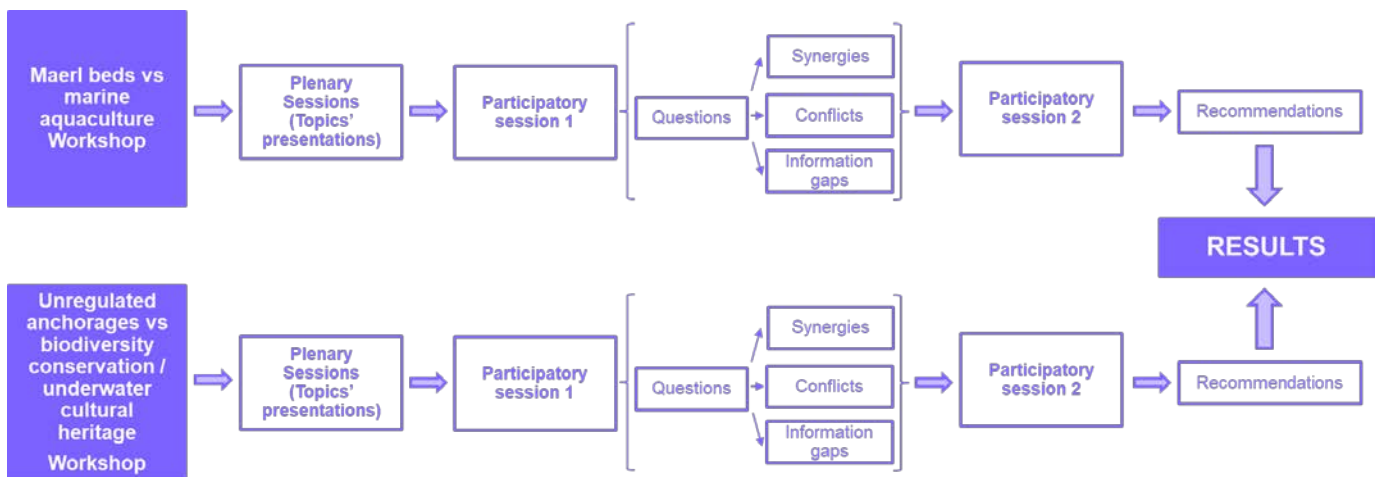 Maerl beds vs
marine
aquaculture
Workshop
Plenary
Sessions
(Topics'
presentations)
Participatory
session 1
Questions
Synergies
Conflicts
Information
gaps
Participatory
session 2
Recommendations
RESULTS
Unregulated
anchorages vs
biodiversity
conservation /
underwater
cultural
heritage
Workshop
Plenary
Sessions
(Topics'
presentations)
Participatory
session 1
Questions
Synergies
Conflicts
Information
gaps
Participatory
session 2
Recommendations